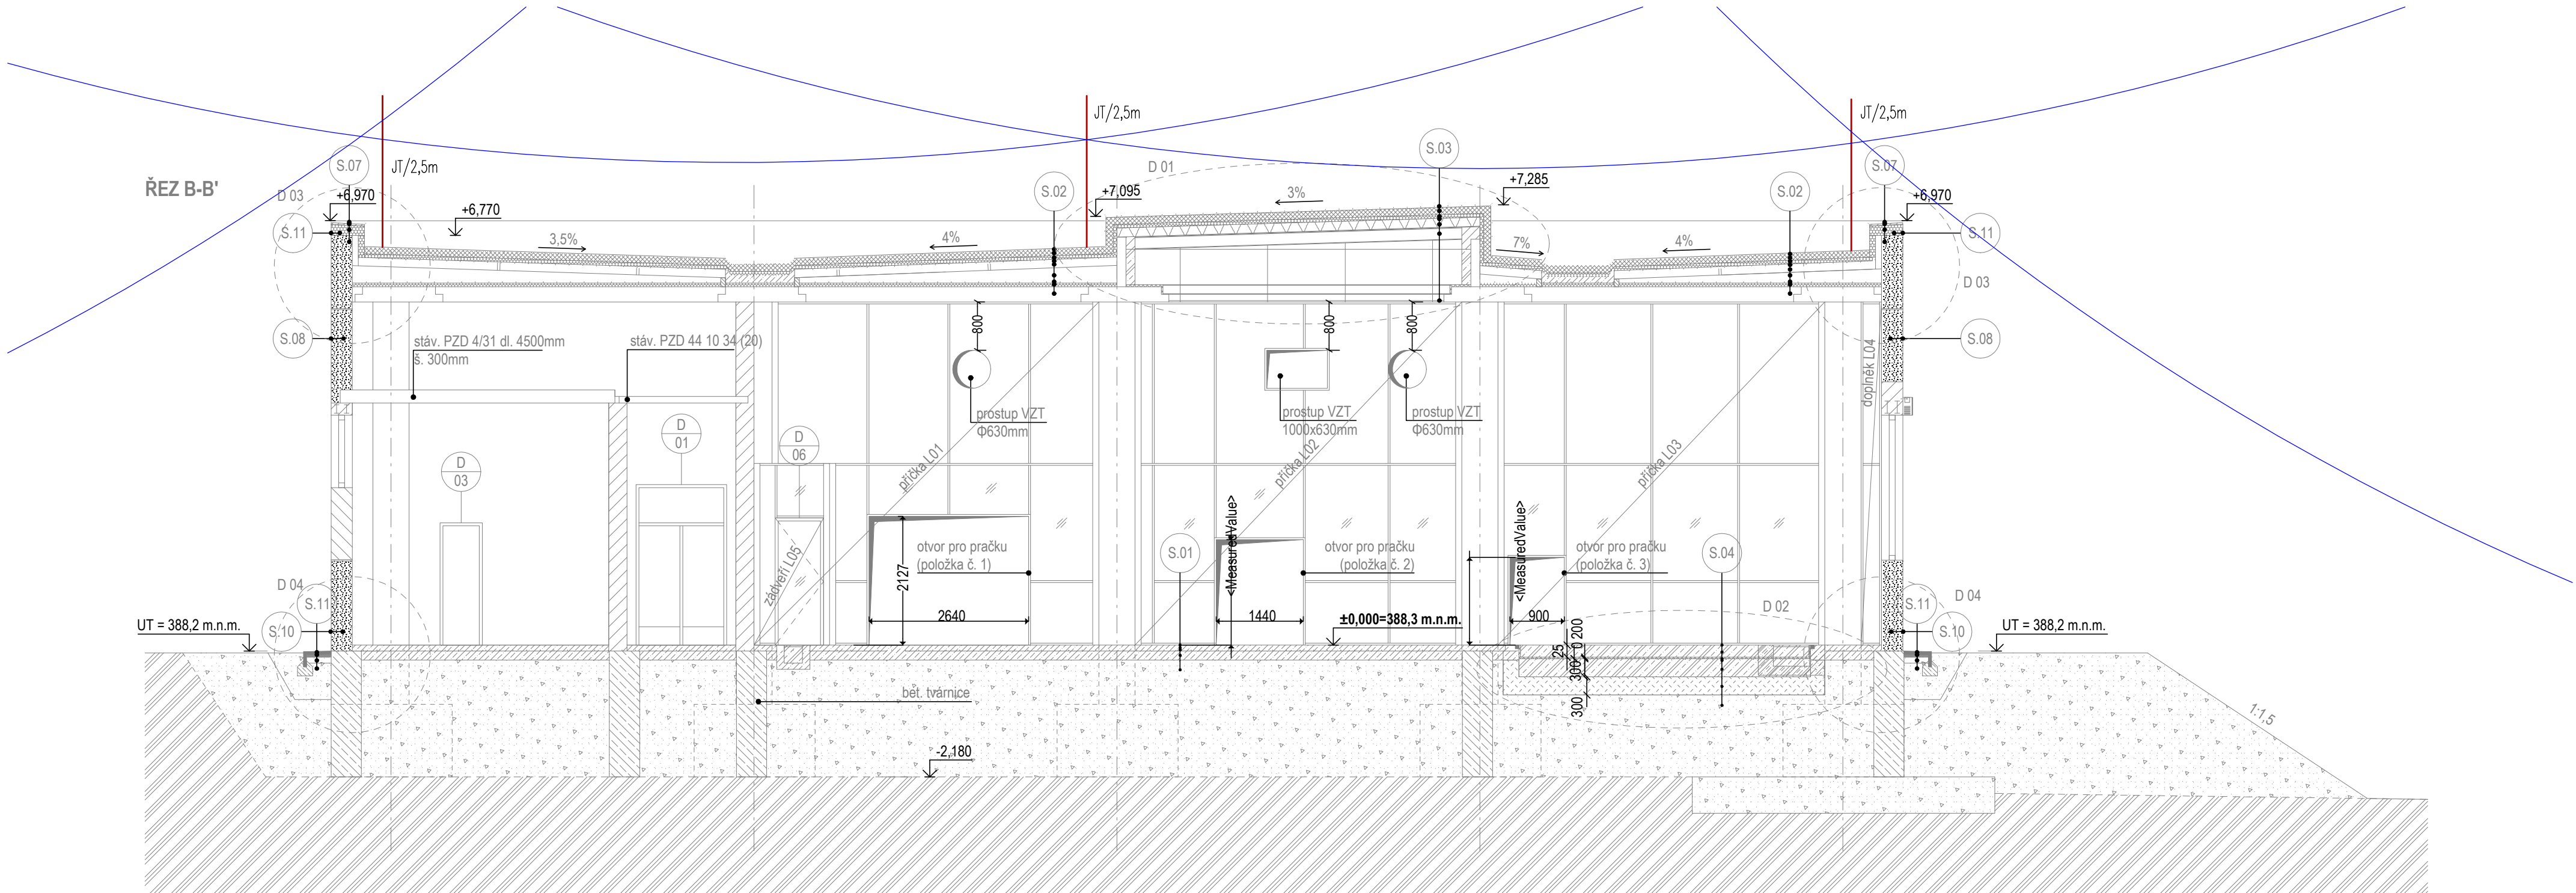 JT/2,5m
JT/2,5m
JT/2,5m
ŘEZ B-B'
S.07
D 03
+6,970
+6,770
S.11
3,5%
4%
S.02
+7,095
D 01
3%
S.03
+7,285
7%
4%
S.02
S.07
+6,970
S.11
D 03
S.08
stáv. PZD 4/31 dl. 4500mm
š. 300mm
stáv. PZD 44 10 34 (20)
800
800
800
prostup VZT
Φ630mm
prostup VZT
1000x630mm
prostup VZT
Φ630mm
doplněk L04
S.08
D
03
D
01
D
06
příčka L01
příčka L02
příčka L03
zádveří L05
2127
2640
otvor pro pračku
(položka č. 1)
S.01
<MeasuredValue>
1440
otvor pro pračku
(položka č. 2)
±0,000=388,3 m.n.m.
<MeasuredValue>
900
otvor pro pračku
(položka č. 3)
S.04
D 02
D 04
S.11
S.10
UT = 388,2 m.n.m.
25
0 200
300
300
S.11
D 04
S.10
UT = 388,2 m.n.m.
bet. tvárnice
-2,180
1:1,5